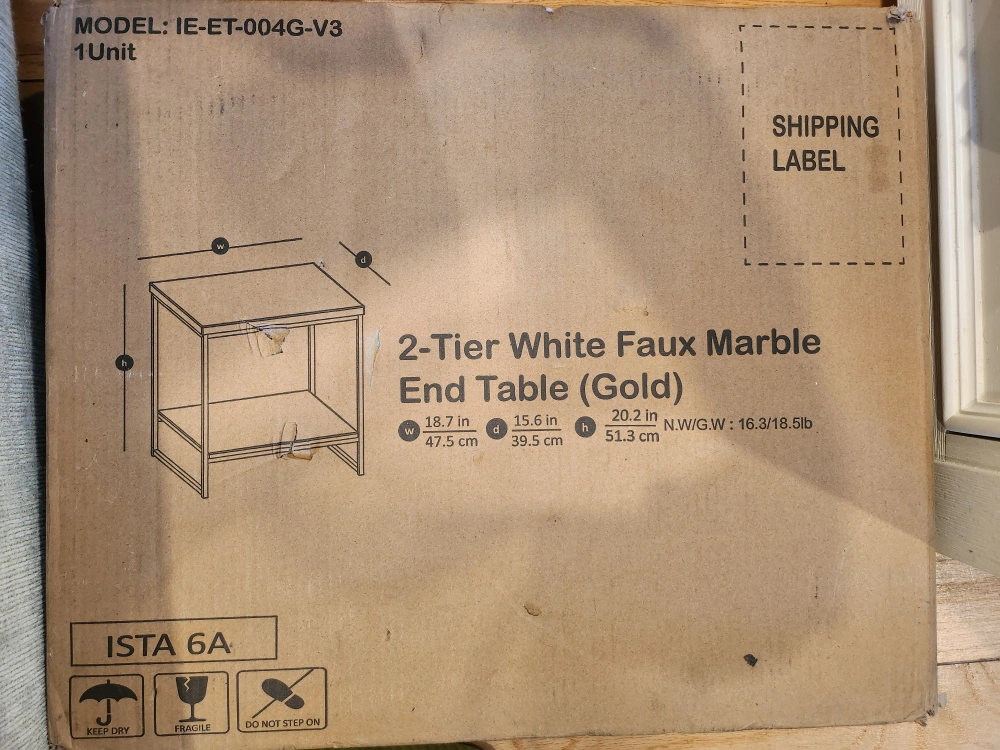 MODEL: IE-ET-004G-V3
1Unit
SHIPPING
LABEL
w
d
h
2-Tier White Faux Marble
End Table (Gold)
w 18.7 in d 15.6 in h 20.2 in N.W/G.W : 16.3/18.5lb
47.5 cm 39.5 cm 51.3 cm
ISTA 6A
KEEP DRY FRAGILE DO NOT STEP ON